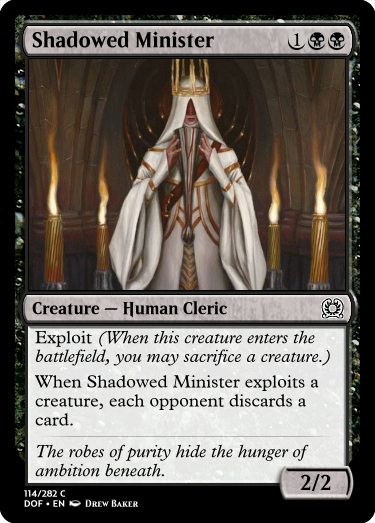 Shadowed Minister 1
Creature — Human Cleric
Exploit (When this creature enters the
battlefield, you may sacrifice a creature.)
When Shadowed Minister exploits a
creature, each opponent discards a
card.
The robes of purity hide the hunger of
ambition beneath.
2/2
114/282 C
DOF • EN Drew Baker